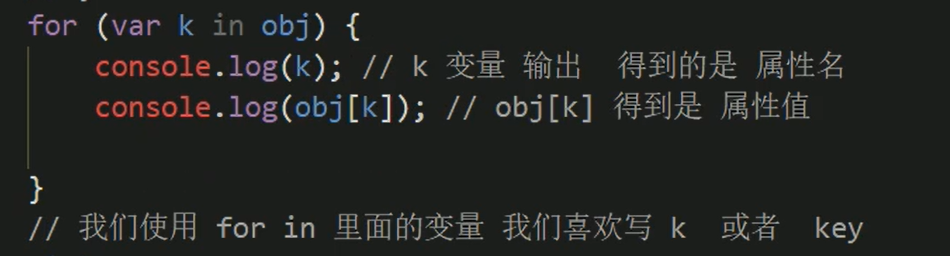 for (var k in obj) {
console.log(k); // k 变量 输出  得到的是 属性名
console.log(obj[k]); // obj[k] 得到是 属性值
}
// 我们使用 for in 里面的变量 我们喜欢写 k  或者  key